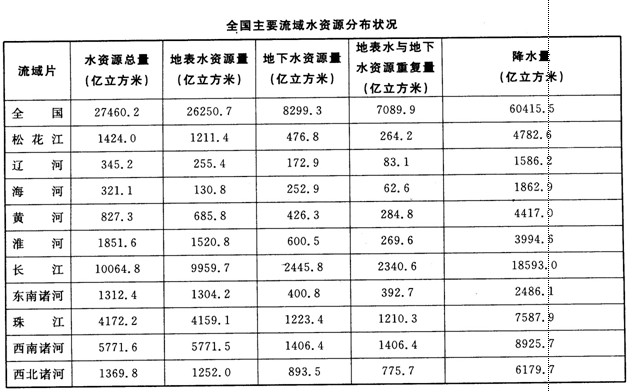 全国主要流域水资源分布状况
流域片 水资源总量(亿立方米) 地表水资源量(亿立方米) 地下水资源量(亿立方米) 地表水与地下水资源重复量(亿立方米) 降水量(亿立方米)
全国 27460.2 26250.7 8299.3 7089.9 60415.5
松花江 1424.0 1211.4 476.8 264.2 4782.6
辽河 345.2 255.4 172.9 83.1 1586.2
海河 321.1 130.8 252.9 62.6 1862.9
黄河 827.3 685.8 426.3 284.8 4417.0
淮河 1851.6 1520.8 600.5 269.6 3994.6
长江 10064.8 9959.7 2445.8 2340.6 18593.0
东南诸河 1312.4 1304.2 400.8 392.7 2486.1
珠江 4172.2 4159.1 1223.4 1210.3 7587.9
西南诸河 5771.6 5771.5 1406.4 1406.4 8925.7
西北诸河 1369.8 1252.0 893.5 775.7 6179.7